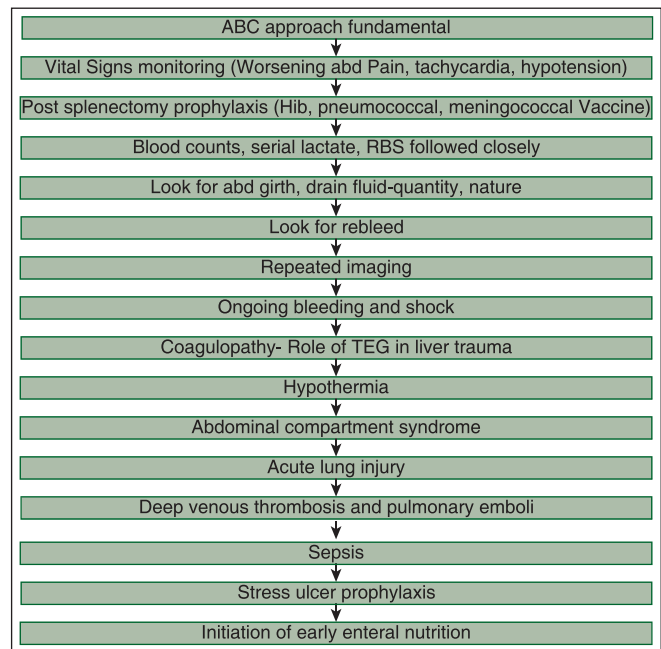 ABC approach fundamental
Vital Signs monitoring (Worsening abd Pain, tachycardia, hypotension)
Post splenectomy prophylaxis (Hib, pneumococcal, meningococcal Vaccine)
Blood counts, serial lactate, RBS followed closely
Look for abd girth, drain fluid-quantity, nature
Look for rebleed
Repeated imaging
Ongoing bleeding and shock
Coagulopathy- Role of TEG in liver trauma
Hypothermia
Abdominal compartment syndrome
Acute lung injury
Deep venous thrombosis and pulmonary emboli
Sepsis
Stress ulcer prophylaxis
Initiation of early enteral nutrition